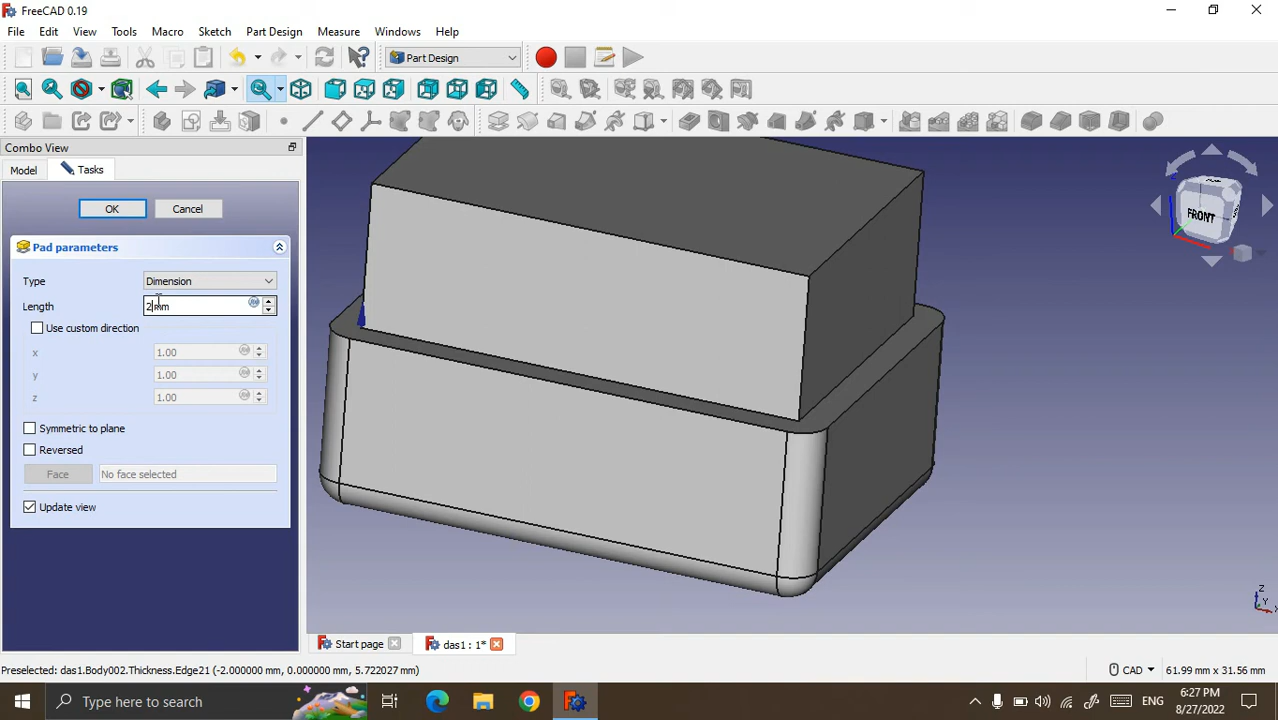 FreeCAD 0.19
File Edit View Tools Macro Sketch Part Design Measure Windows Help
Part Design
Combo View
Model Tasks
OK Cancel
Pad parameters
Type Dimension
Length 2 mm
Use custom direction
x 1.00
y 1.00
z 1.00
Symmetric to plane
Reversed
Face No face selected
Update view
FRONT
Z
Y
X
Start page das1 : 1*
Preselected: das1.Body002.Thickness.Edge21 (-2.000000 mm, 0.000000 mm, 5.722027 mm) CAD 61.99 mm x 31.56 mm
Type here to search
ENG
6:27 PM
8/27/2022